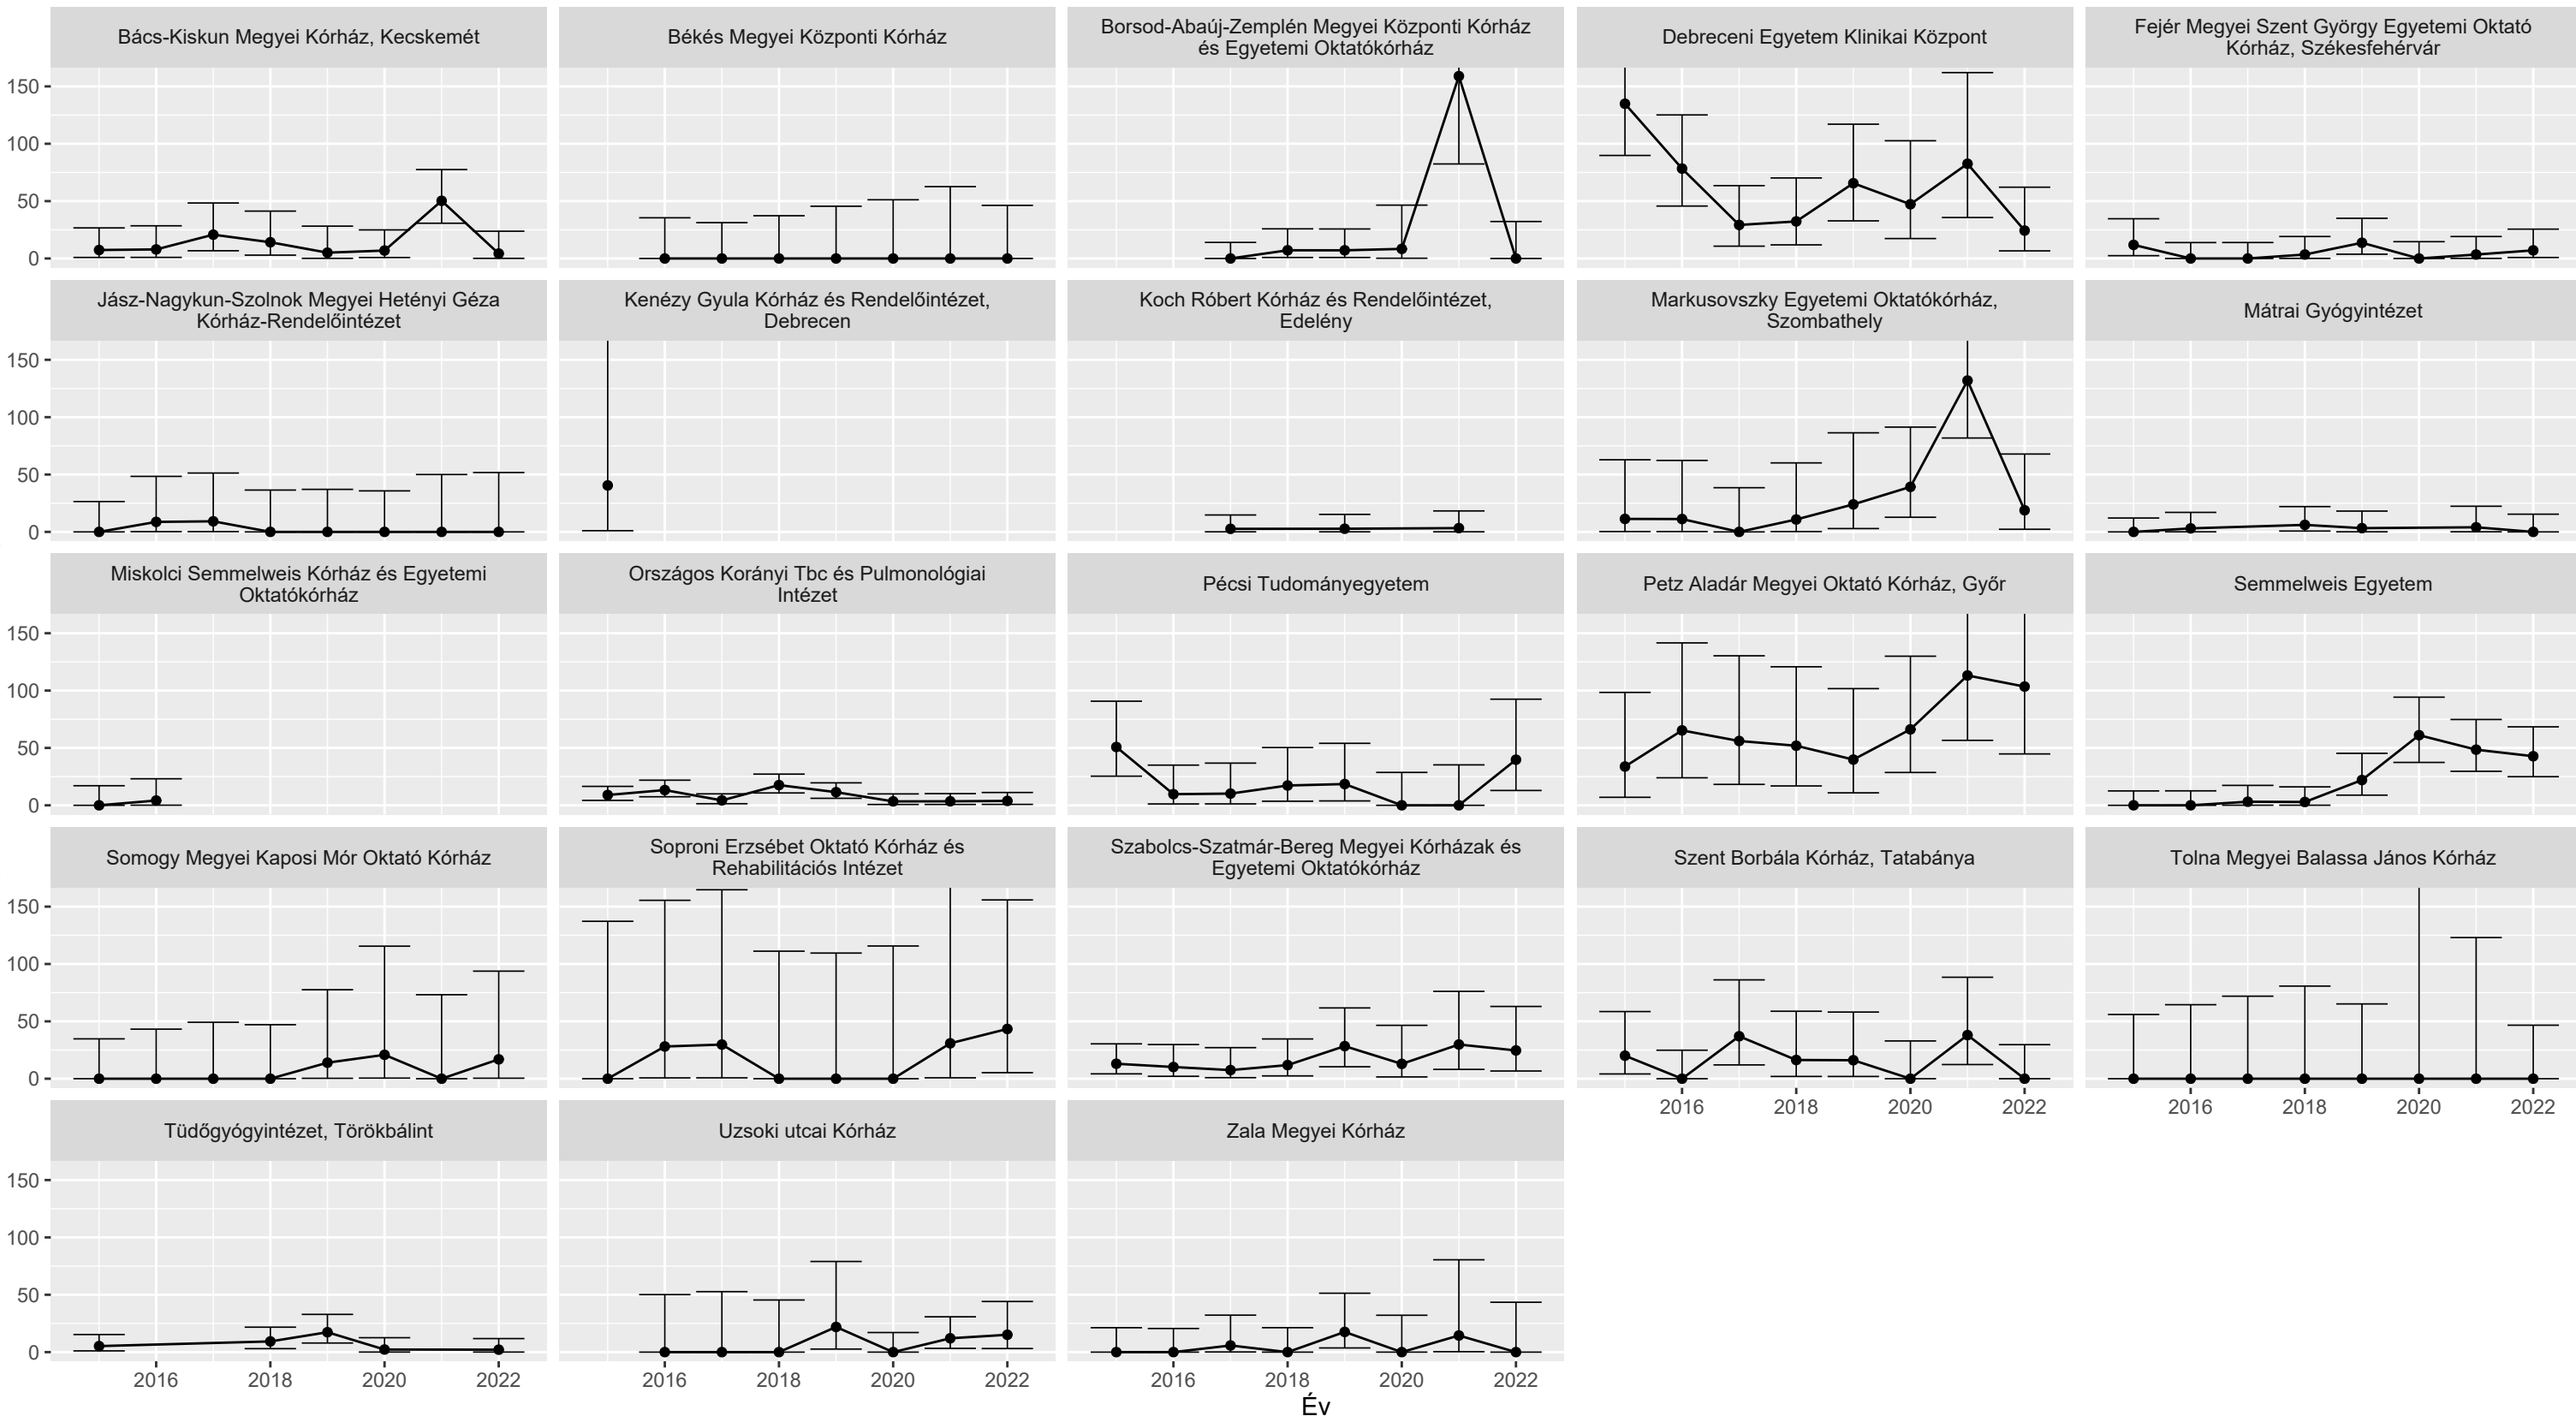 Bács-Kiskun Megyei Kórház, Kecskemét
Békés Megyei Központi Kórház
Borsod-Abaúj-Zemplén Megyei Központi Kórház
és Egyetemi Oktatókórház
Debreceni Egyetem Klinikai Központ
Fejér Megyei Szent György Egyetemi Oktató
Kórház, Székesfehérvár
150
100
50
0
Jász-Nagykun-Szolnok Megyei Hetényi Géza
Kórház-Rendelőintézet
Kenézy Gyula Kórház és Rendelőintézet,
Debrecen
Koch Róbert Kórház és Rendelőintézet,
Edelény
Markusovszky Egyetemi Oktatókórház,
Szombathely
Mátrai Gyógyintézet
150
100
50
0
Miskolci Semmelweis Kórház és Egyetemi
Oktatókórház
Országos Korányi Tbc és Pulmonológiai
Intézet
Pécsi Tudományegyetem
Petz Aladár Megyei Oktató Kórház, Győr
Semmelweis Egyetem
150
100
50
0
Somogy Megyei Kaposi Mór Oktató Kórház
Soproni Erzsébet Oktató Kórház és
Rehabilitációs Intézet
Szabolcs-Szatmár-Bereg Megyei Kórházak és
Egyetemi Oktatókórház
Szent Borbála Kórház, Tatabánya
Tolna Megyei Balassa János Kórház
150
100
50
0
2016 2018 2020 2022
2016 2018 2020 2022
Tüdőgyógyintézet, Törökbálint
Uzsoki utcai Kórház
Zala Megyei Kórház
150
100
50
0
2016 2018 2020 2022
2016 2018 2020 2022
2016 2018 2020 2022
Év